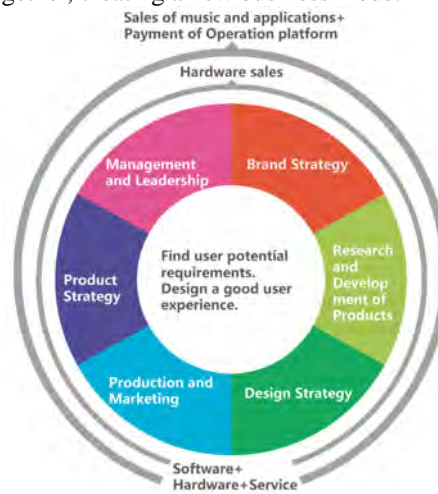 Sales of music and applications+
Payment of Operation platform
Hardware sales
Management
and Leadership
Brand Strategy
Product
Strategy
Find user potential
requirements.
Design a good user
experience.
Research
and
Develop
ment of
Products
Production and
Marketing
Design Strategy
Software+
Hardware+Service